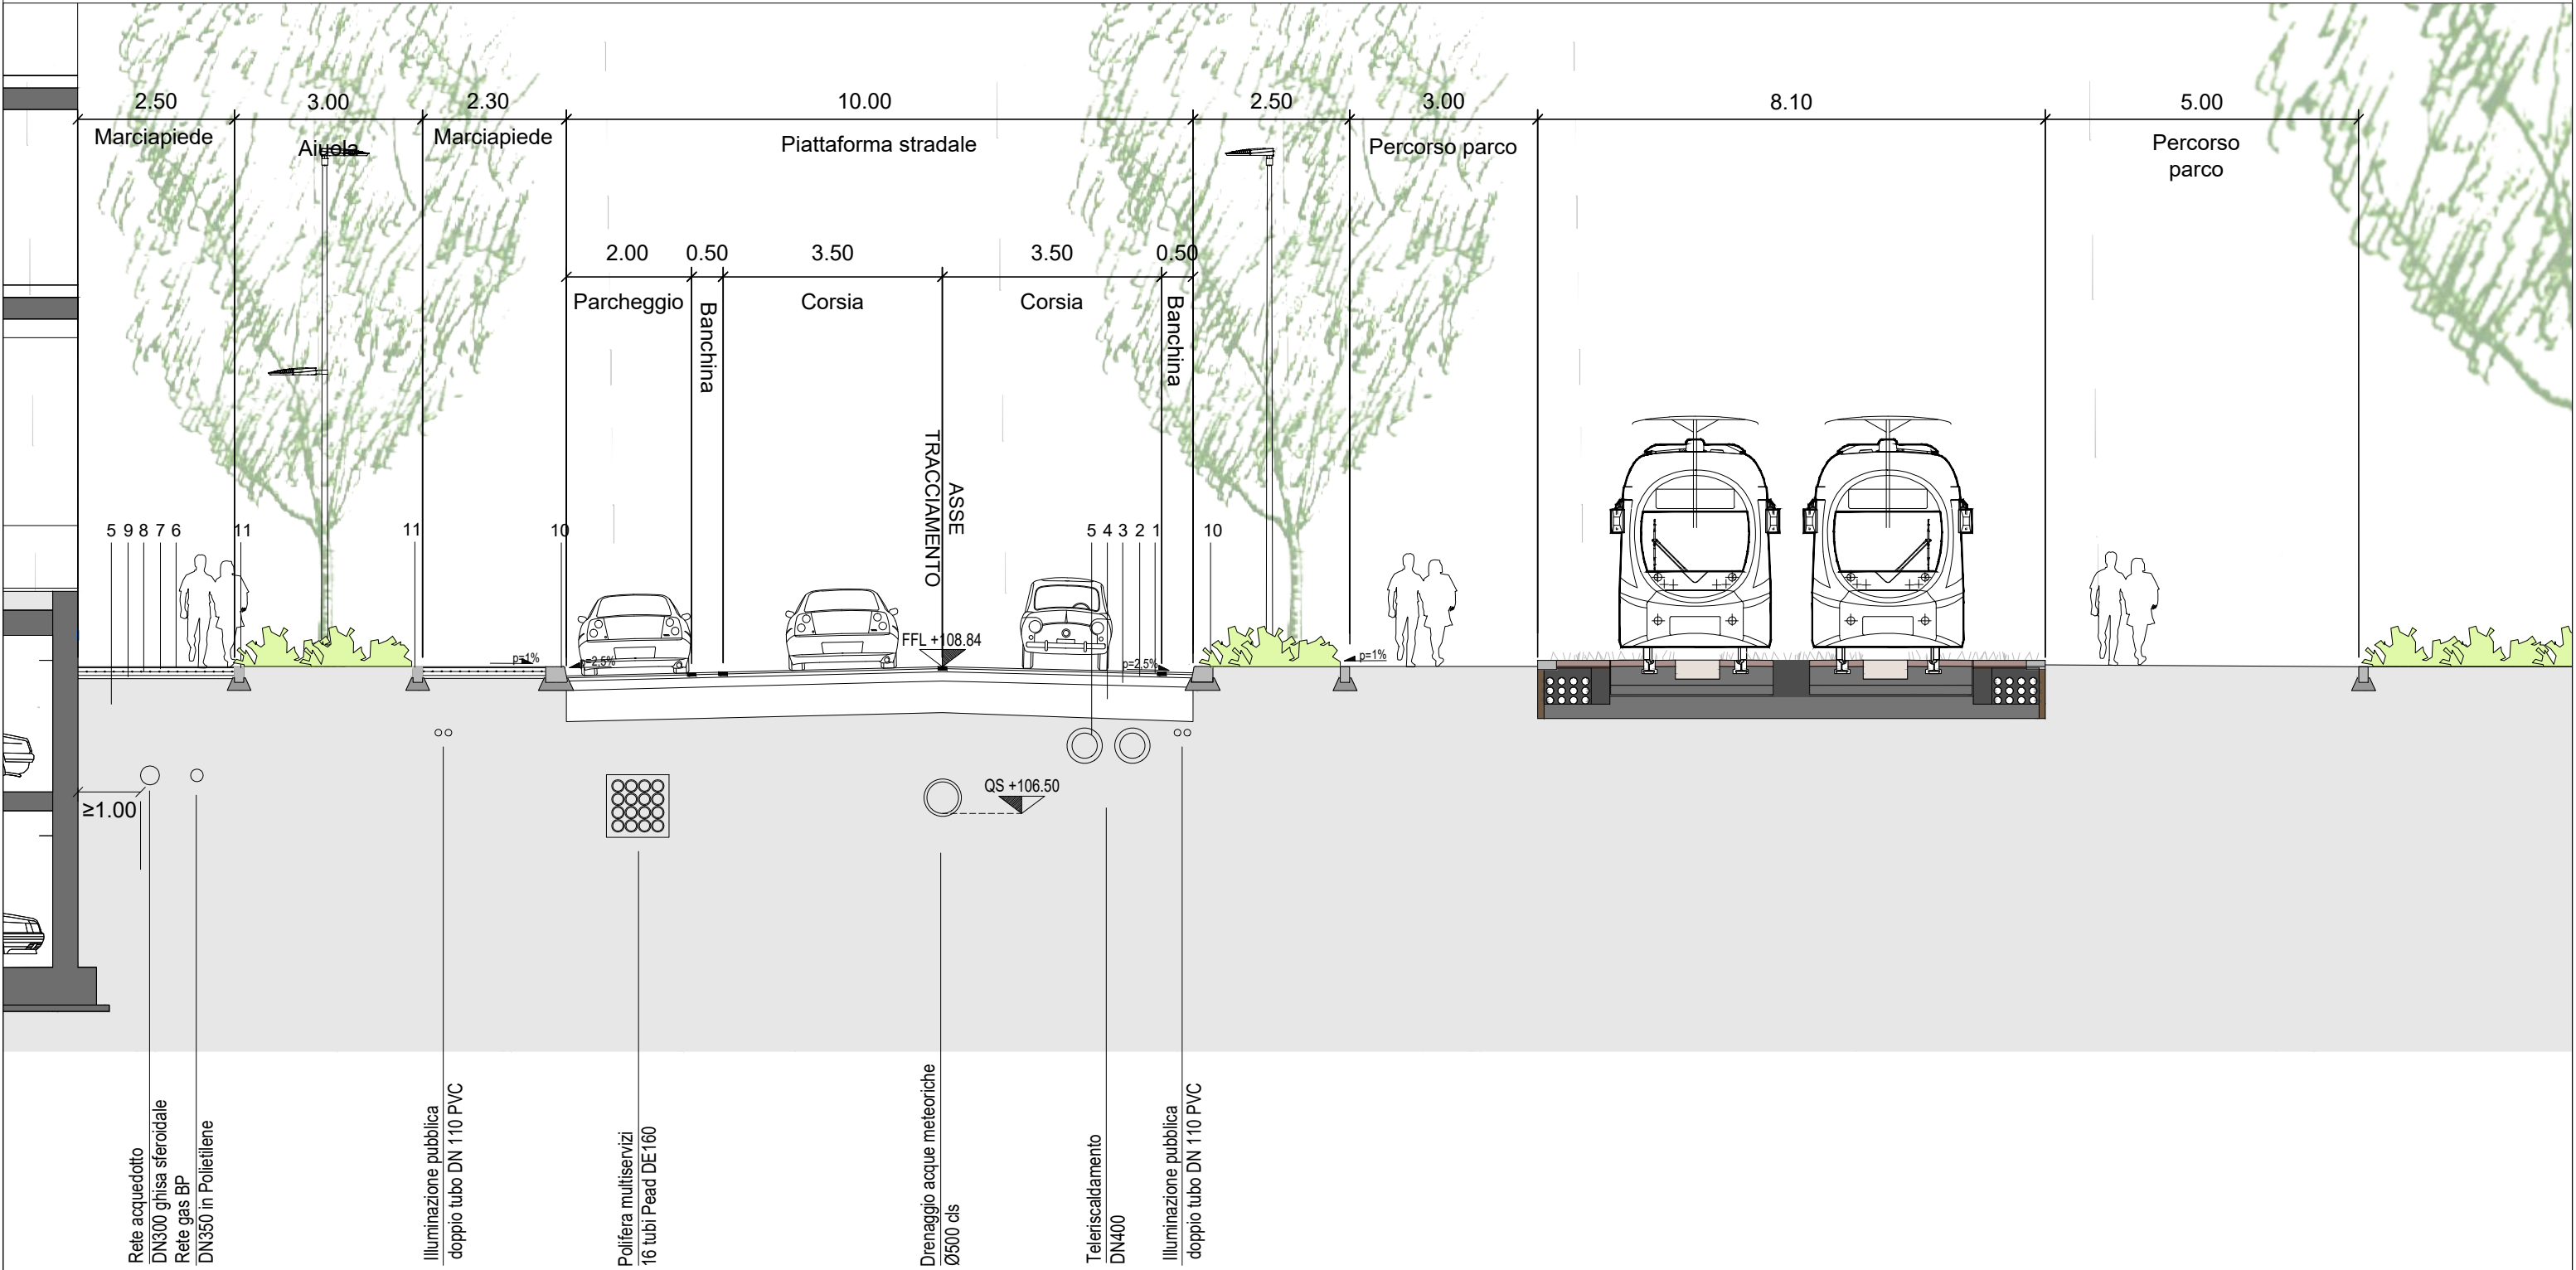 2.50
3.00
2.30
10.00
2.50
3.00
8.10
5.00
Marciapiede
Aiuola
Marciapiede
Piattaforma stradale
Percorso parco
Percorso
parco
2.00
0.50
3.50
3.50
0.50
Parcheggio
Banchina
Corsia
Corsia
Banchina
ASSE
TRACCIAMENTO
5
9
8
7
6
11
11
10
5
4
3
2
1
10
FFL +108.84
p=1%
p=2.5%
p=2.5%
p=1%
QS +106.50
≥1.00
Rete acquedotto
DN300 ghisa sferoidale
Rete gas BP
DN350 in Polietilene
Illuminazione pubblica
doppio tubo DN 110 PVC
Polifera multiservizi
16 tubi Pead DE160
Drenaggio acque meteoriche
Ø500 cls
Teleriscaldamento
DN400
Illuminazione pubblica
doppio tubo DN 110 PVC